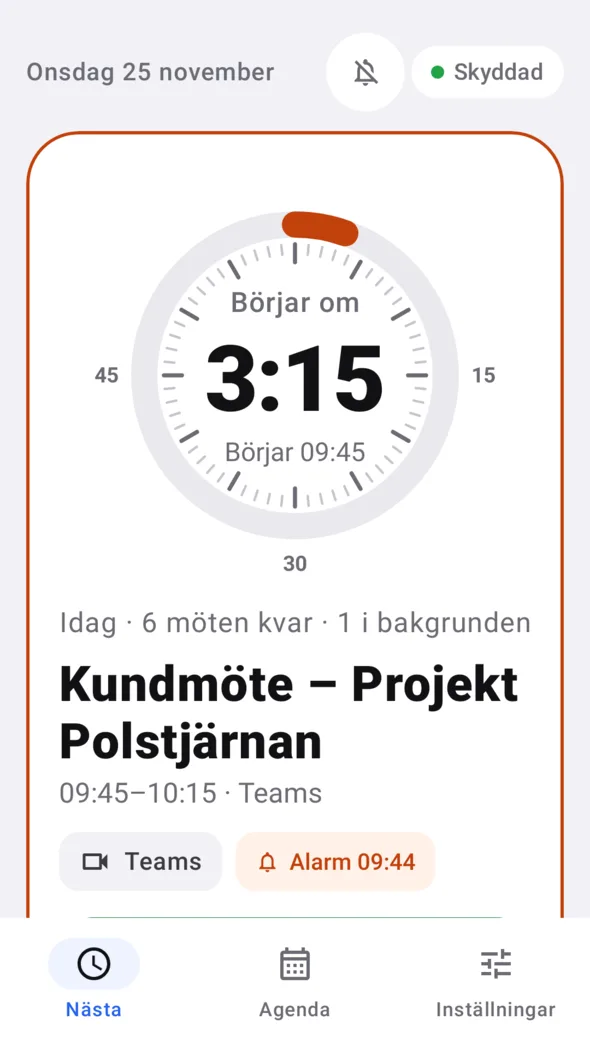 Onsdag 25 november
Skyddad
Börjar om
3:15
Börjar 09:45
45
15
30
Idag · 6 möten kvar · 1 i bakgrunden
Kundmöte – Projekt
Polstjärnan
09:45–10:15 · Teams
Teams
Alarm 09:44
Nästa
Agenda
Inställningar